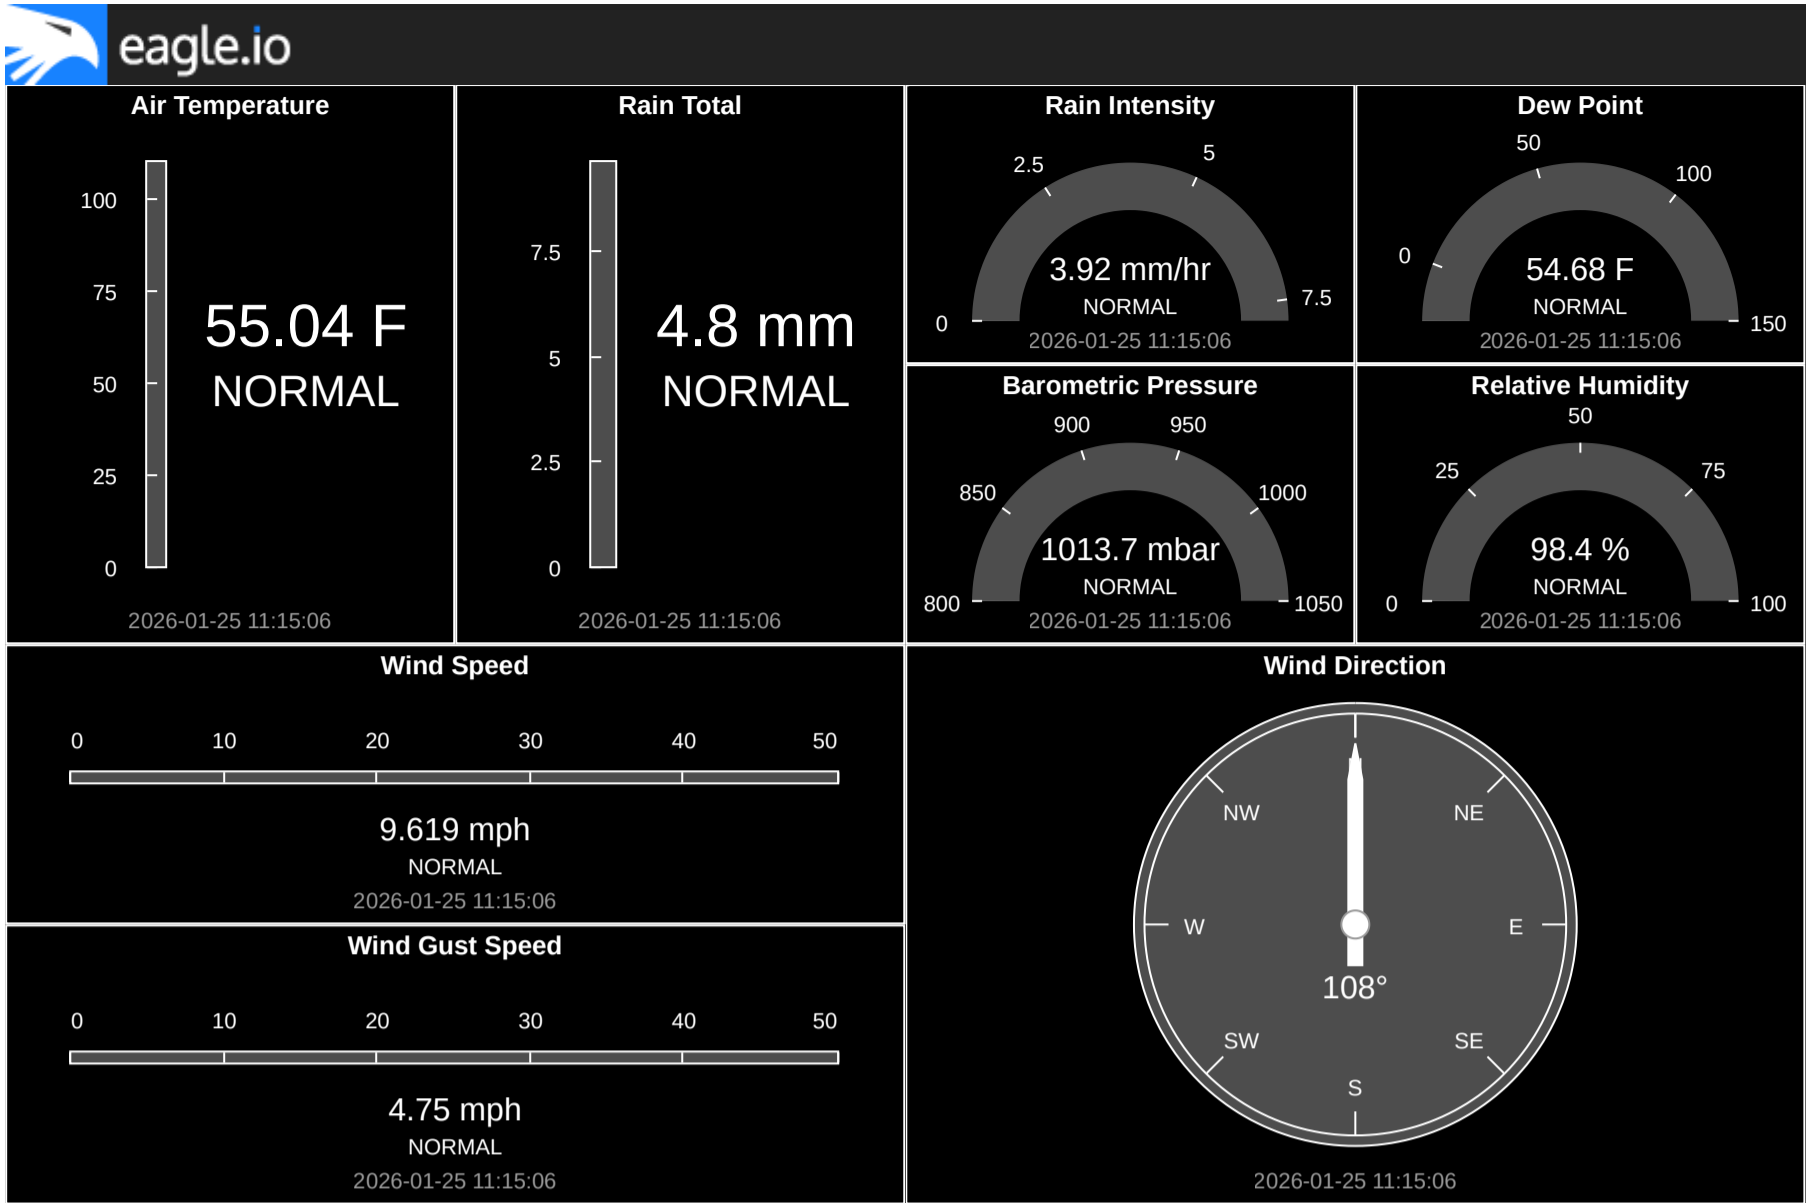 eagle.io
Air Temperature
100
75
50
25
0
55.04 F
NORMAL
2026-01-25 11:15:06
Rain Total
7.5
5
2.5
0
4.8 mm
NORMAL
2026-01-25 11:15:06
Rain Intensity
0
2.5
5
7.5
3.92 mm/hr
NORMAL
2026-01-25 11:15:06
Dew Point
0
50
100
150
54.68 F
NORMAL
2026-01-25 11:15:06
Barometric Pressure
800
850
900
950
1000
1050
1013.7 mbar
NORMAL
2026-01-25 11:15:06
Relative Humidity
0
25
50
75
100
98.4 %
NORMAL
2026-01-25 11:15:06
Wind Speed
0 10 20 30 40 50
9.619 mph
NORMAL
2026-01-25 11:15:06
Wind Gust Speed
0 10 20 30 40 50
4.75 mph
NORMAL
2026-01-25 11:15:06
Wind Direction
NW NE
W E
108°
SW SE
S
2026-01-25 11:15:06